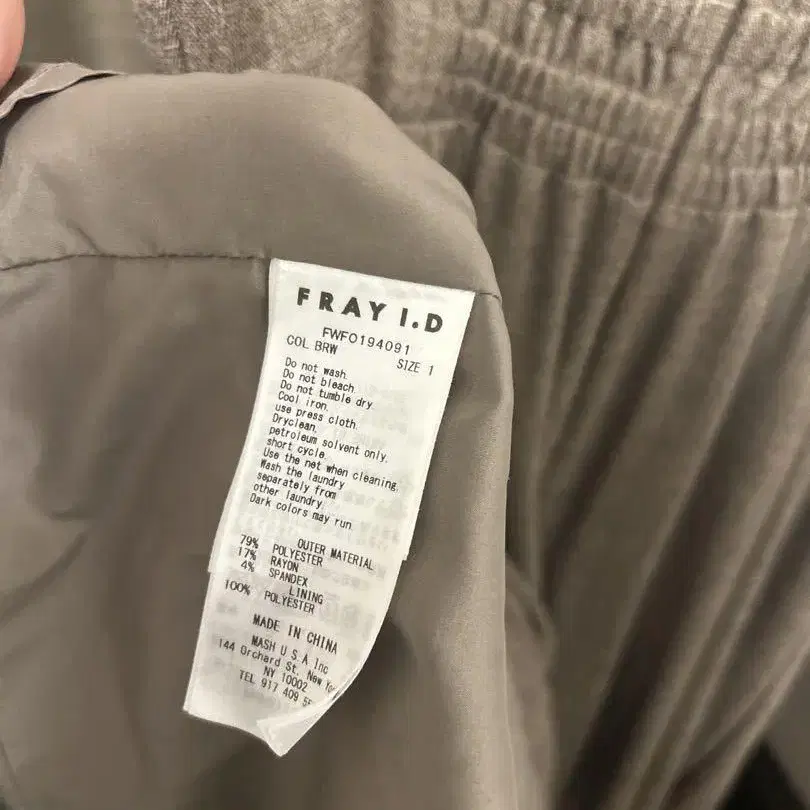 FRAY I.D
FWFO194091
COL BRW SIZE 1
Do not wash.
Do not bleach.
Do not tumble dry.
Cool iron.
use press cloth.
Dryclean.
petroleum solvent only.
short cycle.
Use the net when cleaning.
Wash the laundry
separately from
other laundry.
Dark colors may run
OUTER MATERIAL
79% POLYESTER
17% RAYON
4% SPANDEX
LINING
100% POLYESTER
MADE IN CHINA
MASH U.S.A. Inc
144 Orchard St. New
NY 10002
TEL 917 409